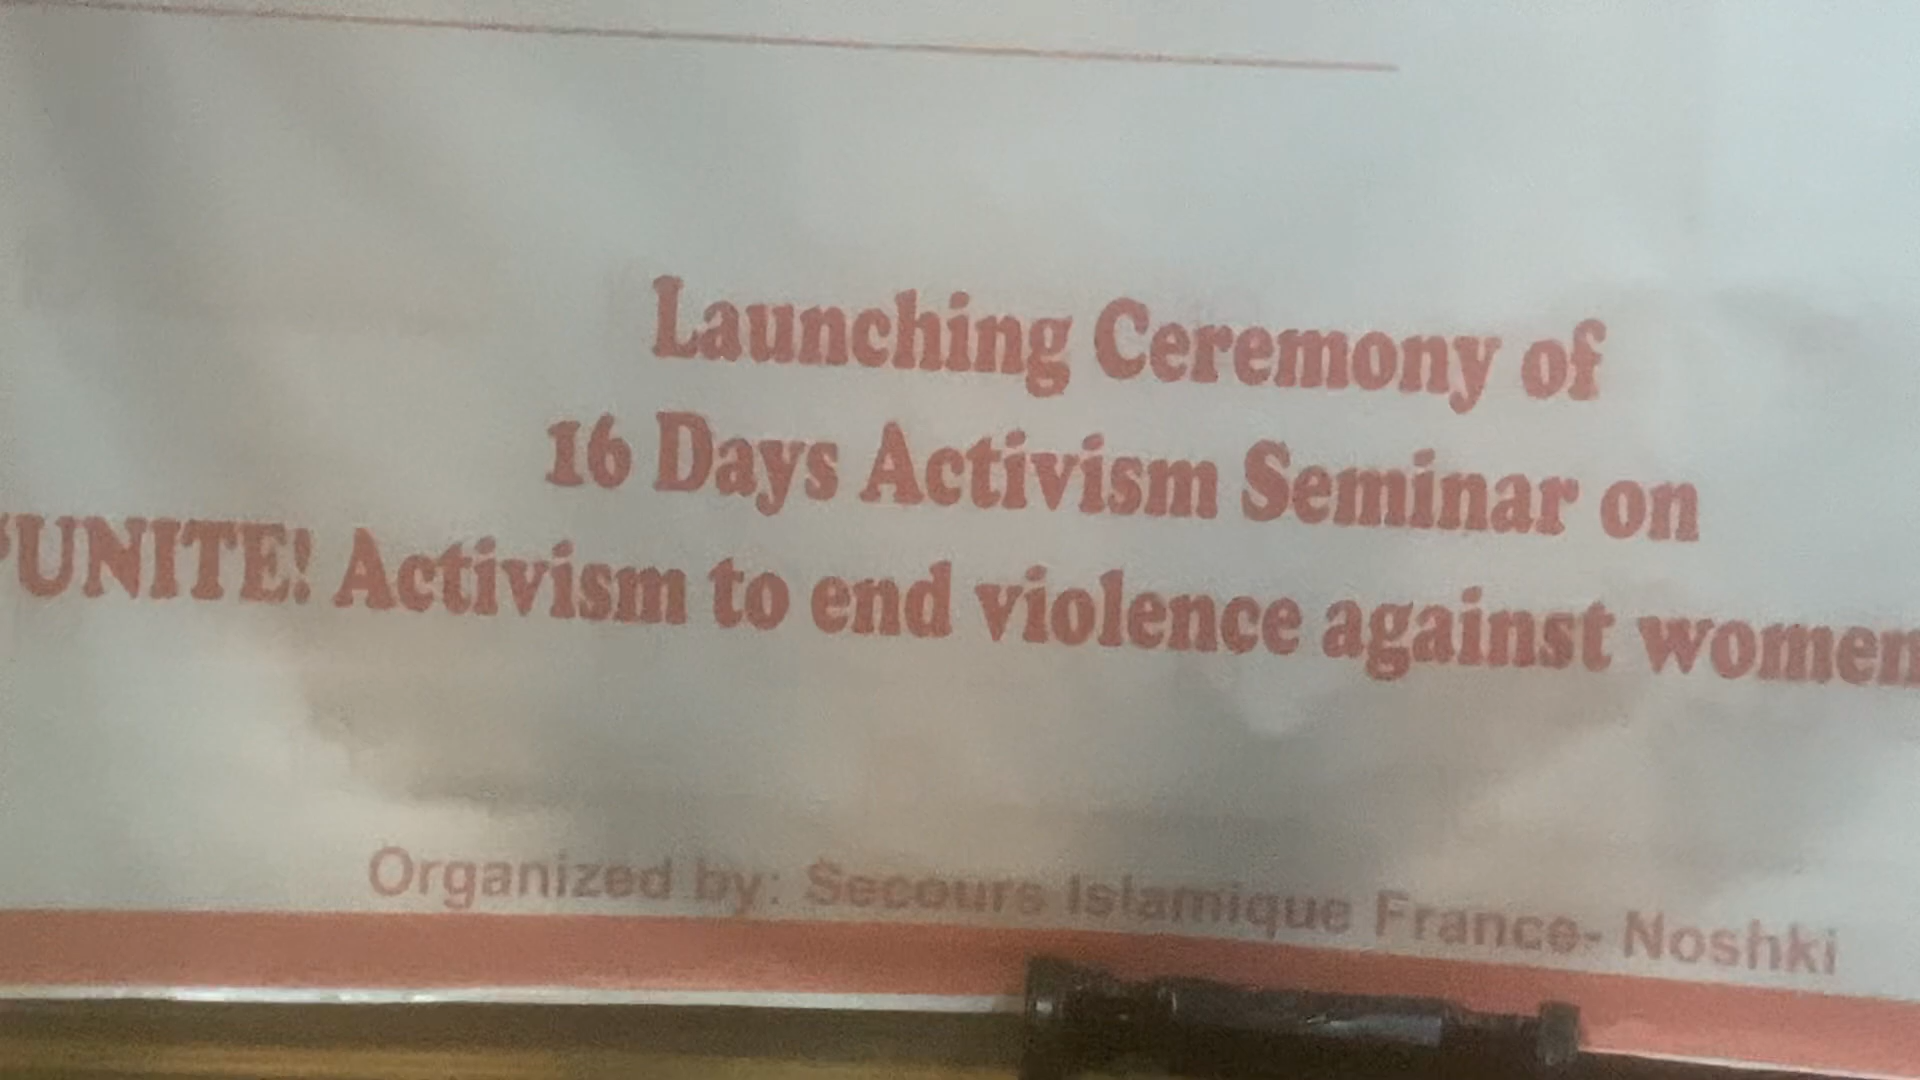 Launching Ceremony of
16 Days Activism Seminar on
"UNITE! Activism to end violence against women
Organized by: Secours Islamique France- Noshki